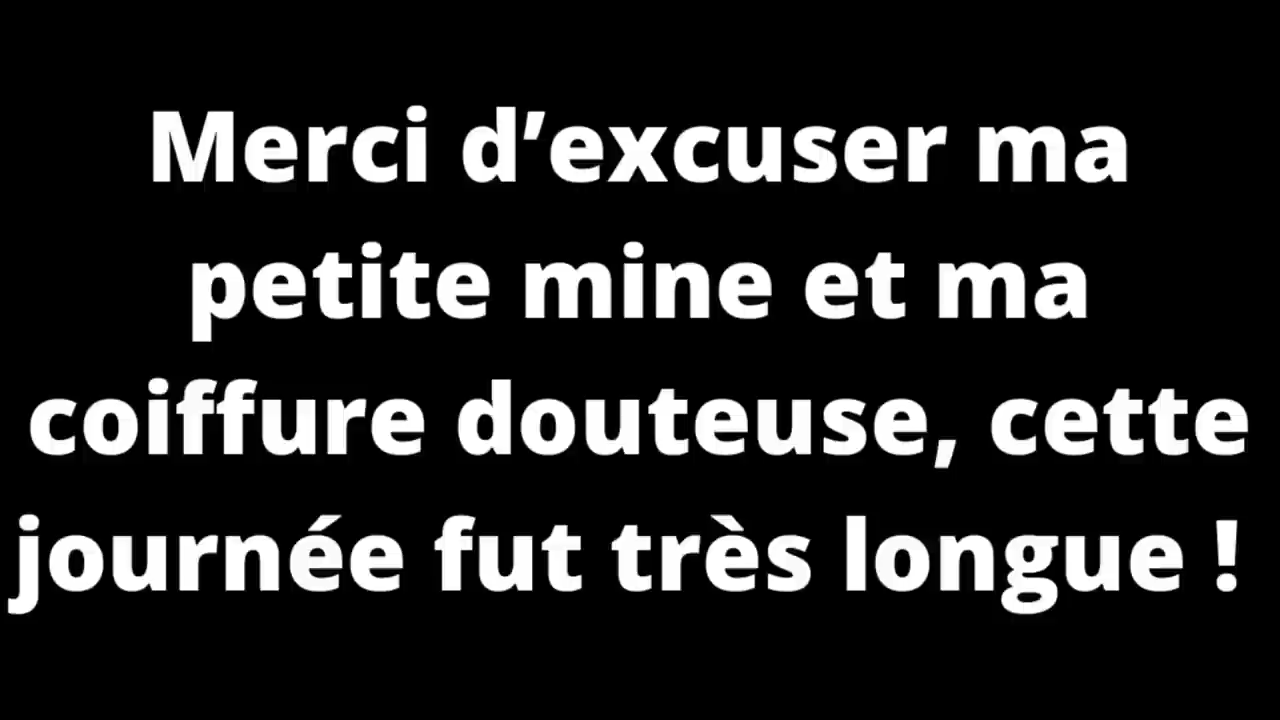 Merci d’excuser ma
petite mine et ma
coiffure douteuse, cette
journée fut très longue !